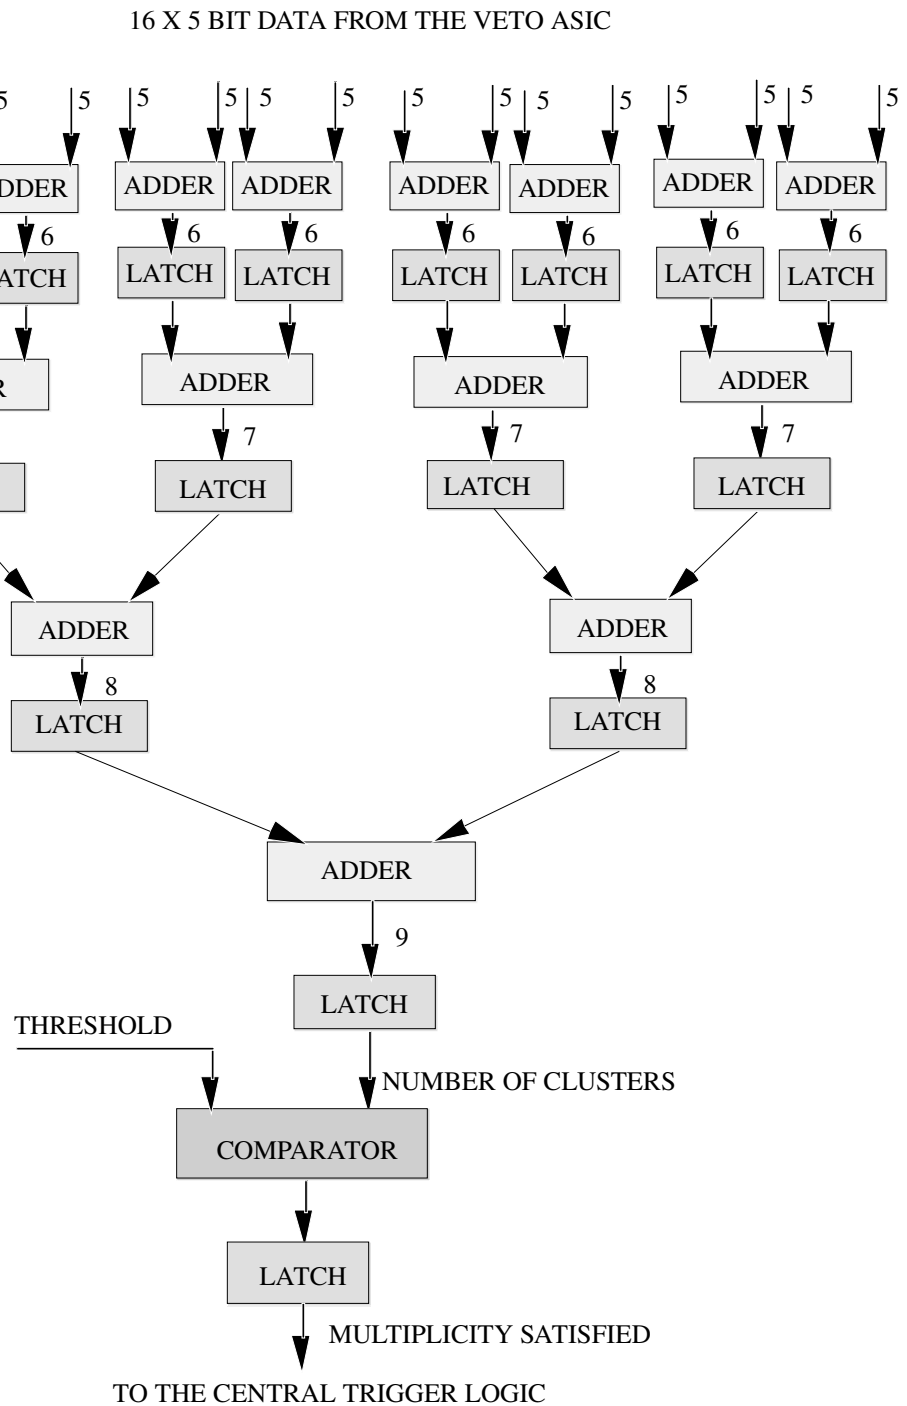 16 X 5 BIT DATA FROM THE VETO ASIC
5 5 5 5 5 5 5 5 5 5 5 5 5 5
DDER ADDER ADDER ADDER ADDER ADDER ADDER
6 6 6 6 6 6 6
ATCH LATCH LATCH LATCH LATCH LATCH LATCH
R ADDER ADDER ADDER
7 7 7
LATCH LATCH LATCH
ADDER ADDER
8 8
LATCH LATCH
ADDER
9
LATCH
THRESHOLD
NUMBER OF CLUSTERS
COMPARATOR
LATCH
MULTIPLICITY SATISFIED
TO THE CENTRAL TRIGGER LOGIC